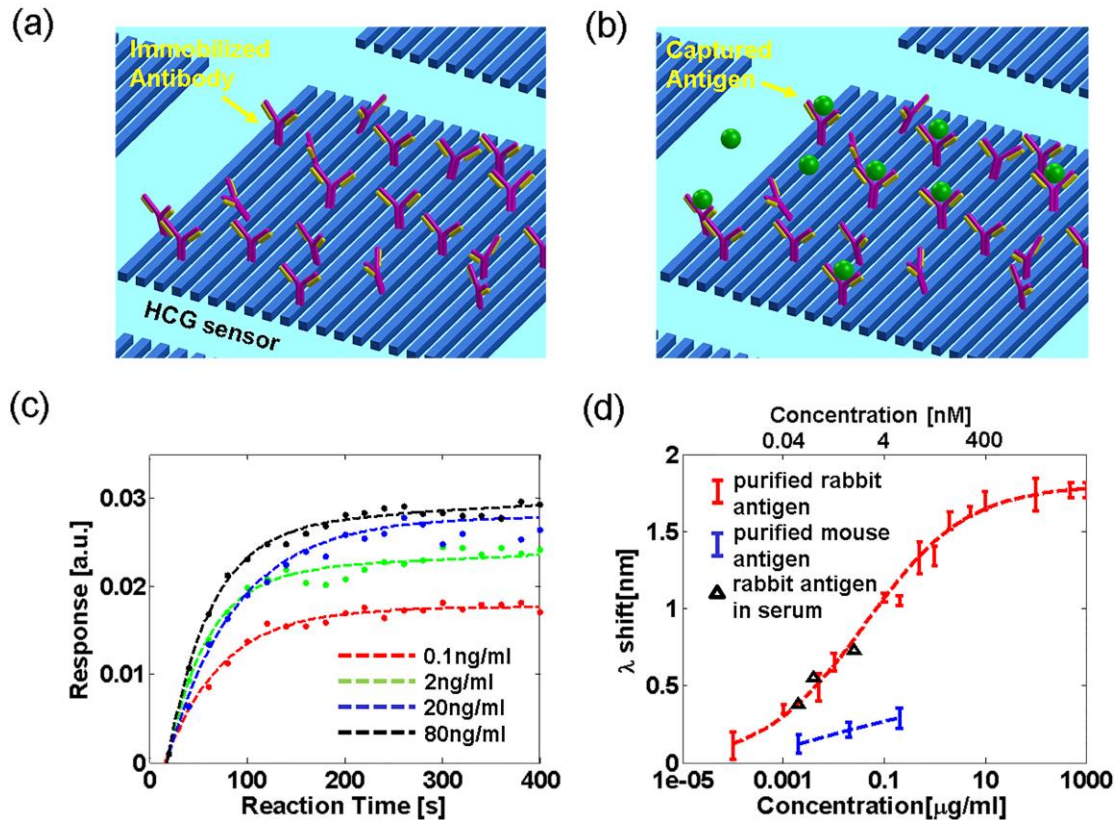 (a)
Immobilized
Antibody
HCG sensor
(b)
Captured
Antigen
(c)
Response [a.u.]
0.03
0.02
0.01
0
0
100
200
300
400
Reaction Time [s]
0.1ng/ml
2ng/ml
20ng/ml
80ng/ml
(d)
Concentration [nM]
0.04
4
400
λ shift[nm]
2
1.5
1
0.5
0
purified rabbit
antigen
purified mouse
antigen
rabbit antigen
in serum
1e-05
0.001
0.1
10
1000
Concentration[μg/ml]